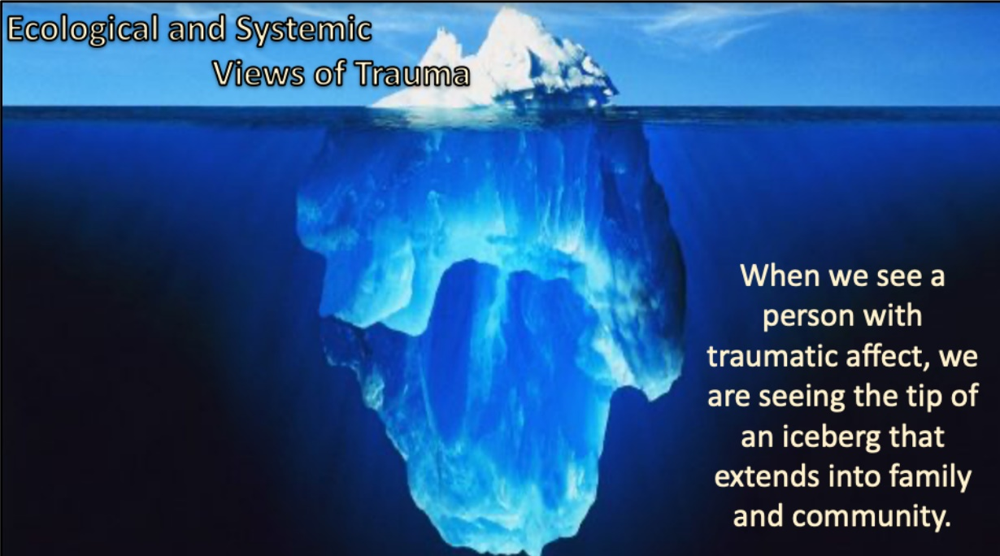 Ecological and Systemic
Views of Trauma
When we see a
person with
traumatic affect, we
are seeing the tip of
an iceberg that
extends into family
and community.